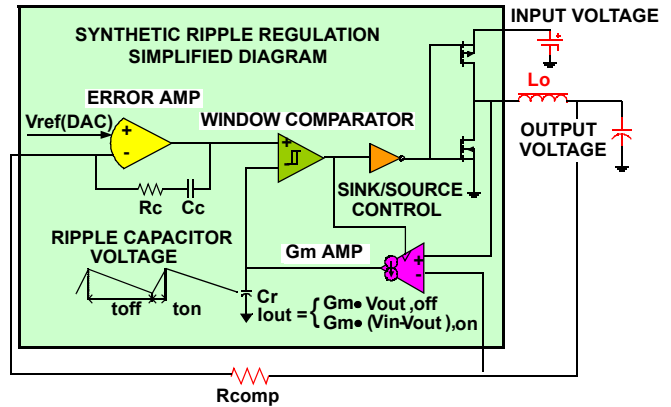 SYNTHETIC RIPPLE REGULATION
SIMPLIFIED DIAGRAM
INPUT VOLTAGE
+
Lo
ERROR AMP
Vref(DAC)
+
-
WINDOW COMPARATOR
+
-
OUTPUT
VOLTAGE
+
Rc
Cc
SINK/SOURCE
CONTROL
RIPPLE CAPACITOR
VOLTAGE
Gm AMP
+
-
toff
ton
Cr
Iout = { Gm● Vout ,off
Gm● (Vin-Vout) ,on
Rcomp